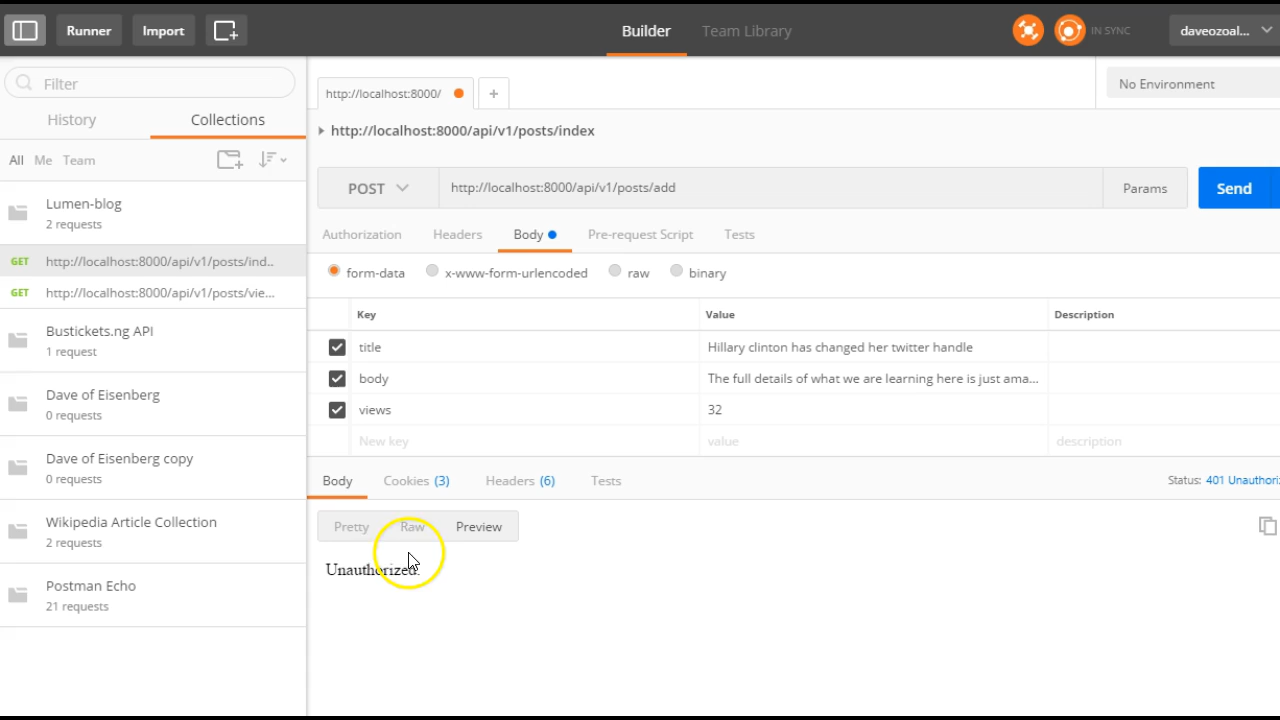 Runner Import Builder Team Library IN SYNC daveozoal...
Filter
History Collections
All Me Team
Lumen-blog
2 requests
GET http://localhost:8000/api/v1/posts/ind..
GET http://localhost:8000/api/v1/posts/vie...
Bustickets.ng API
1 request
Dave of Eisenberg
0 requests
Dave of Eisenberg copy
0 requests
Wikipedia Article Collection
2 requests
Postman Echo
21 requests
http://localhost:8000/ + No Environment
http://localhost:8000/api/v1/posts/index
POST http://localhost:8000/api/v1/posts/add Params Send
Authorization Headers Body Pre-request Script Tests
form-data x-www-form-urlencoded raw binary
Key Value Description
title Hillary clinton has changed her twitter handle
body The full details of what we are learning here is just ama...
views 32
New key value description
Body Cookies (3) Headers (6) Tests Status: 401 Unauthoriz
Pretty Raw Preview
Unauthorized.